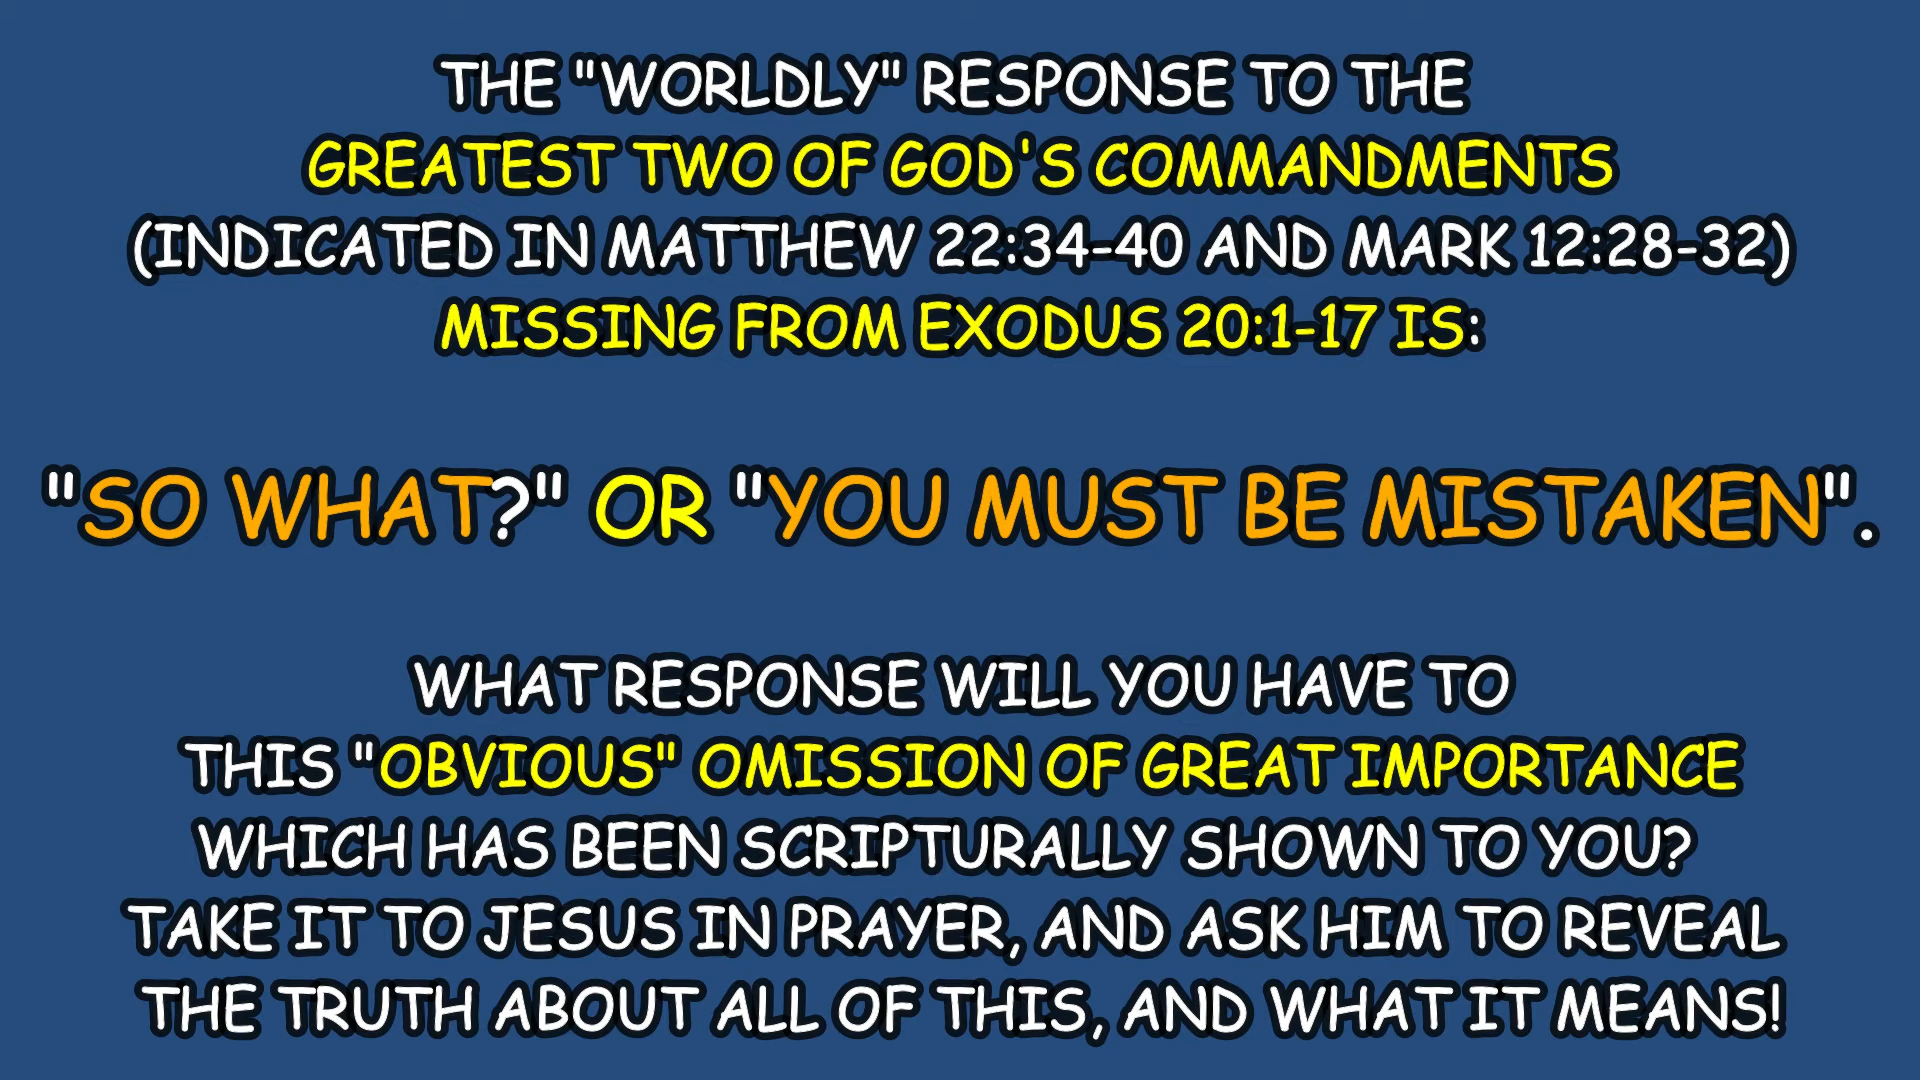 THE "WORLDLY" RESPONSE TO THE
GREATEST TWO OF GOD'S COMMANDMENTS
(INDICATED IN MATTHEW 22:34-40 AND MARK 12:28-32)
MISSING FROM EXODUS 20:1-17 IS:
"SO WHAT?" OR "YOU MUST BE MISTAKEN".
WHAT RESPONSE WILL YOU HAVE TO
THIS "OBVIOUS" OMISSION OF GREAT IMPORTANCE
WHICH HAS BEEN SCRIPTURALLY SHOWN TO YOU?
TAKE IT TO JESUS IN PRAYER, AND ASK HIM TO REVEAL
THE TRUTH ABOUT ALL OF THIS, AND WHAT IT MEANS!